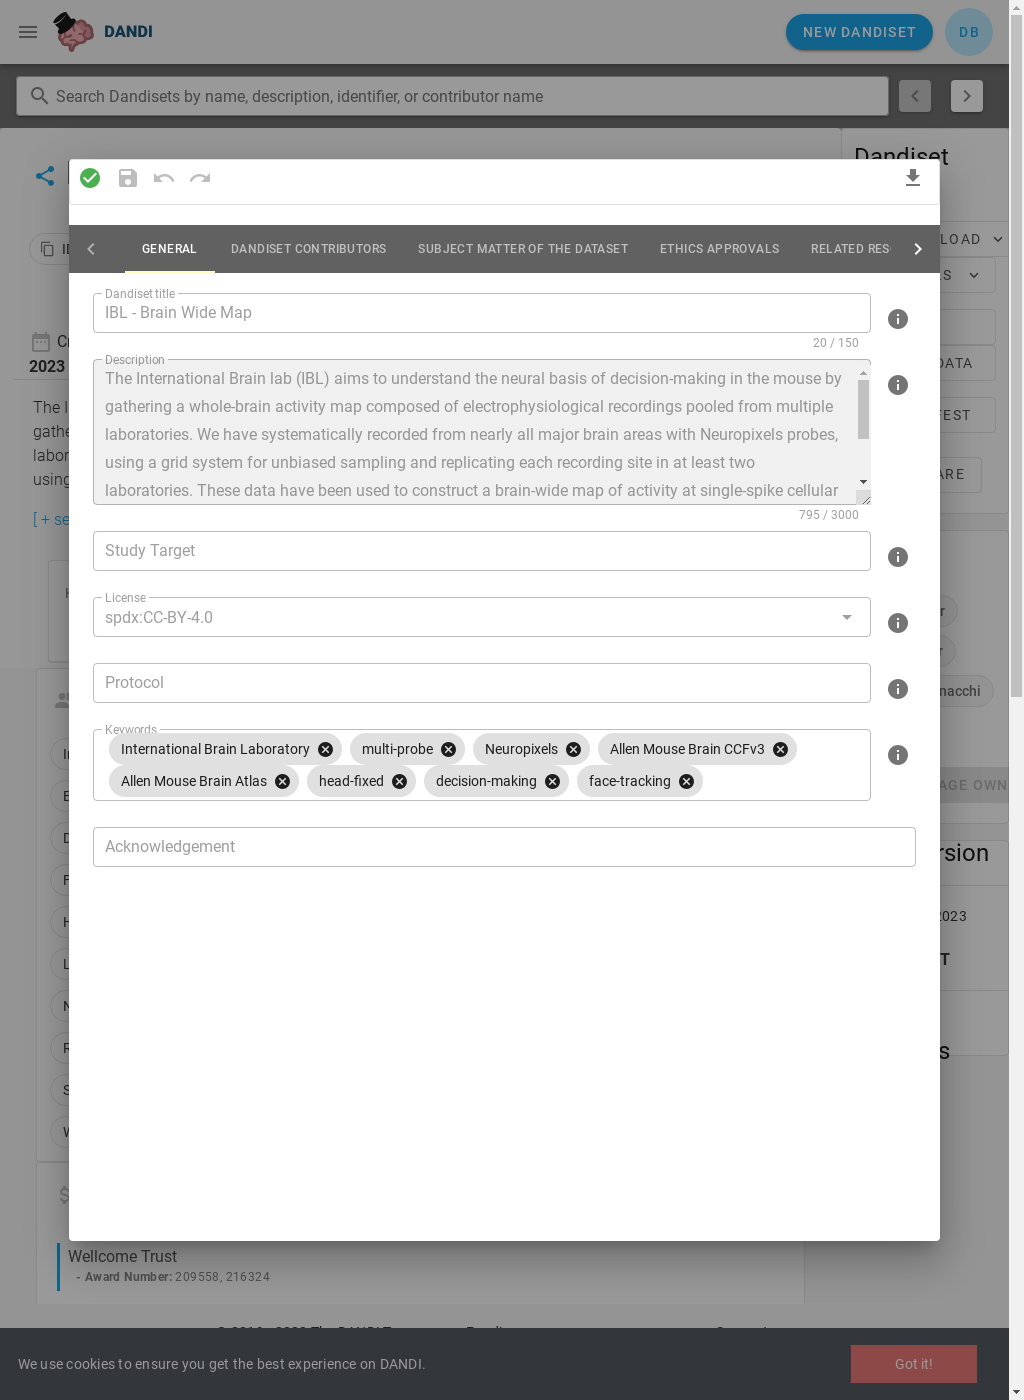 DANDI
NEW DANDISET
DB
Search Dandisets by name, description, identifier, or contributor name
Dandiset
GENERAL
DANDISET CONTRIBUTORS
SUBJECT MATTER OF THE DATASET
ETHICS APPROVALS
RELATED RES
Dandiset title
IBL - Brain Wide Map
20 / 150
2023
Description
The International Brain lab (IBL) aims to understand the neural basis of decision-making in the mouse by
gathering a whole-brain activity map composed of electrophysiological recordings pooled from multiple
laboratories. We have systematically recorded from nearly all major brain areas with Neuropixels probes,
using a grid system for unbiased sampling and replicating each recording site in at least two
laboratories. These data have been used to construct a brain-wide map of activity at single-spike cellular
795 / 3000
using
[ + se
Study Target
License
spdx:CC-BY-4.0
Protocol
Keywords
International Brain Laboratory
multi-probe
Neuropixels
Allen Mouse Brain CCFv3
Allen Mouse Brain Atlas
head-fixed
decision-making
face-tracking
Acknowledgement
LOAD
S
DATA
EST
ARE
nacchi
AGE OWN
rsion
2023
T
s
Wellcome Trust
- Award Number: 209558, 216324
We use cookies to ensure you get the best experience on DANDI.
Got it!